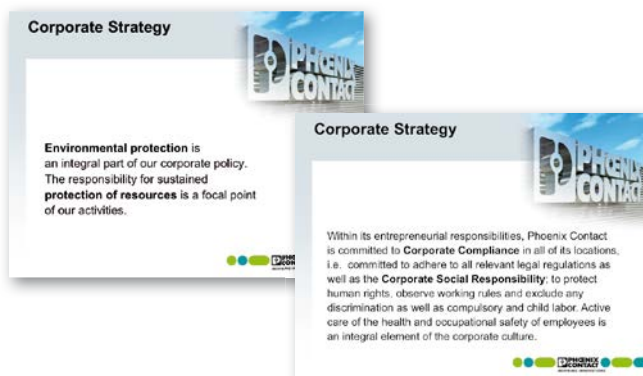 Corporate Strategy
PHŒNIX
CONTACT
Environmental protection is
an integral part of our corporate policy.
The responsibility for sustained
protection of resources is a focal point
of our activities.
Corporate Strategy
PHŒNIX
CONTACT
Within its entrepreneurial responsibilities, Phoenix Contact
is committed to Corporate Compliance in all of its locations,
i.e. committed to adhere to all relevant legal regulations as
well as the Corporate Social Responsibility: to protect
human rights, observe working rules and exclude any
discrimination as well as compulsory and child labor. Active
care of the health and occupational safety of employees is
an integral element of the corporate culture.
PHŒNIX
CONTACT